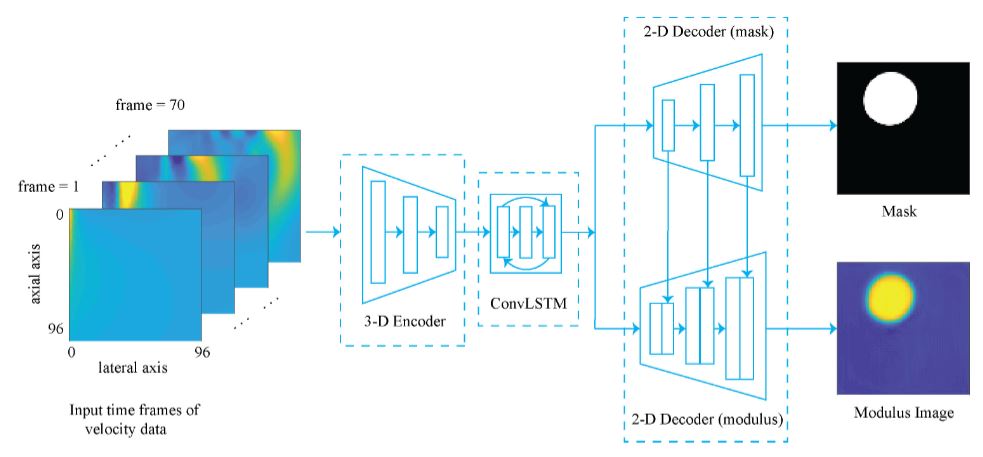 2-D Decoder (mask)
frame = 70
frame = 1
0
axial axis
96
0
96
lateral axis
Input time frames of
velocity data
3-D Encoder
ConvLSTM
2-D Decoder (modulus)
Mask
Modulus Image